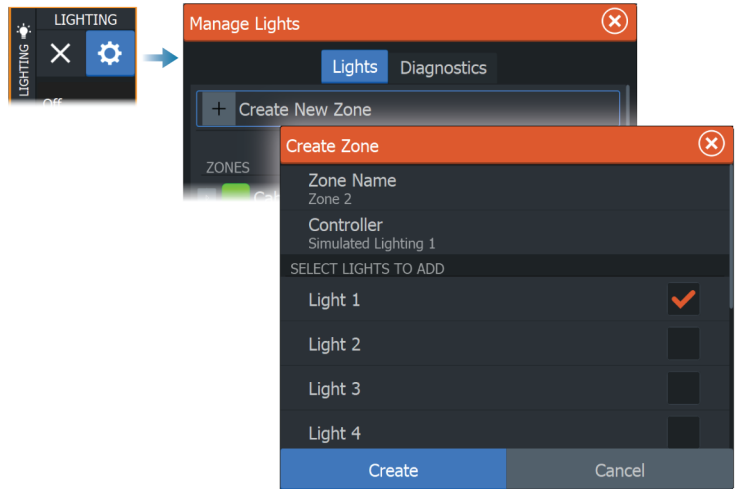 LIGHTING
LIGHTING
Off
Manage Lights
Lights Diagnostics
Create New Zone
ZONES
Create Zone
Zone Name
Zone 2
Controller
Simulated Lighting 1
SELECT LIGHTS TO ADD
Light 1
Light 2
Light 3
Light 4
Create Cancel